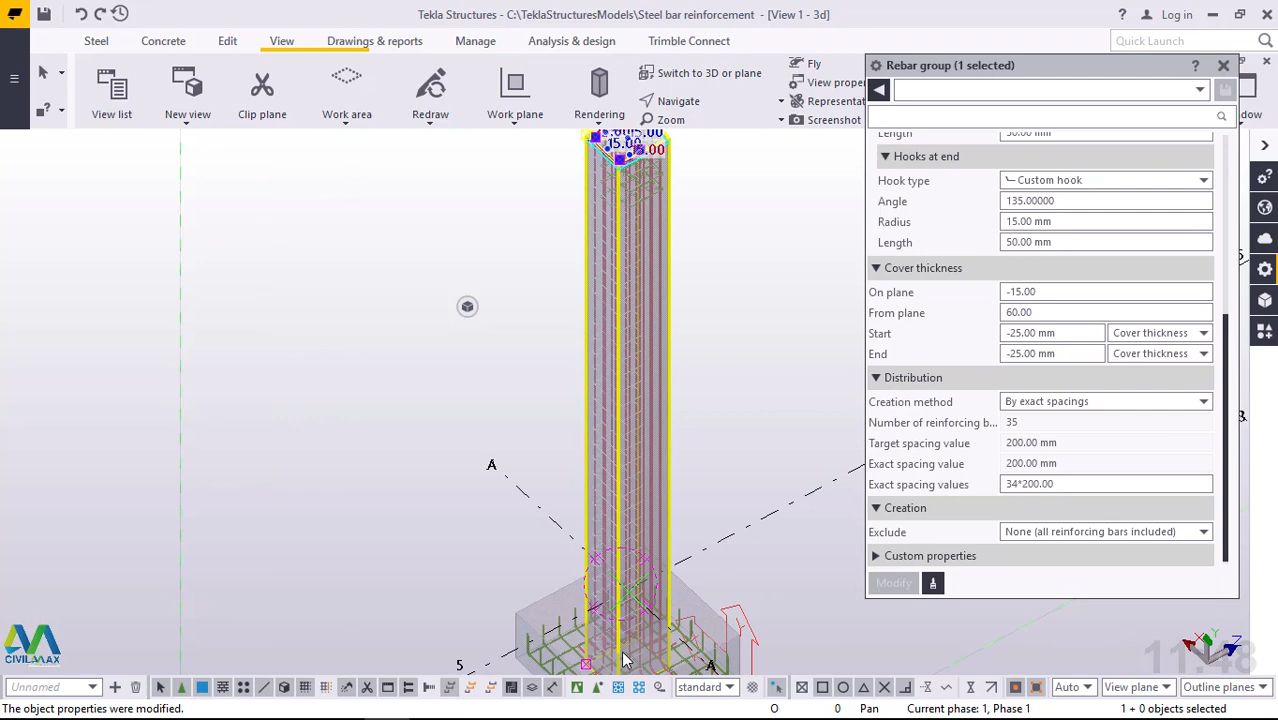 Tekla Structures - C:\TeklaStructuresModels\Steel bar reinforcement - [View 1 - 3d]
Log in
Steel
Concrete
Edit
View
Drawings & reports
Manage
Analysis & design
Trimble Connect
Quick Launch
View list
New view
Clip plane
Work area
Redraw
Work plane
Rendering
Switch to 3D or plane
Navigate
Zoom
Fly
View proper
Representat
Screenshot
dow
Rebar group (1 selected)
Hooks at end
Hook type
Custom hook
Angle
135.00000
Radius
15.00 mm
Length
50.00 mm
Cover thickness
On plane
-15.00
From plane
60.00
Start
-25.00 mm
Cover thickness
End
-25.00 mm
Cover thickness
Distribution
Creation method
By exact spacings
Number of reinforcing b...
35
Target spacing value
200.00 mm
Exact spacing value
200.00 mm
Exact spacing values
34*200.00
Creation
Exclude
None (all reinforcing bars included)
Custom properties
Modify
15.00
A
A
5
CIVILMAX
11:48
Unnamed
standard
Auto
View plane
Outline planes
The object properties were modified.
O
0
Pan
Current phase: 1, Phase 1
1 + 0 objects selected